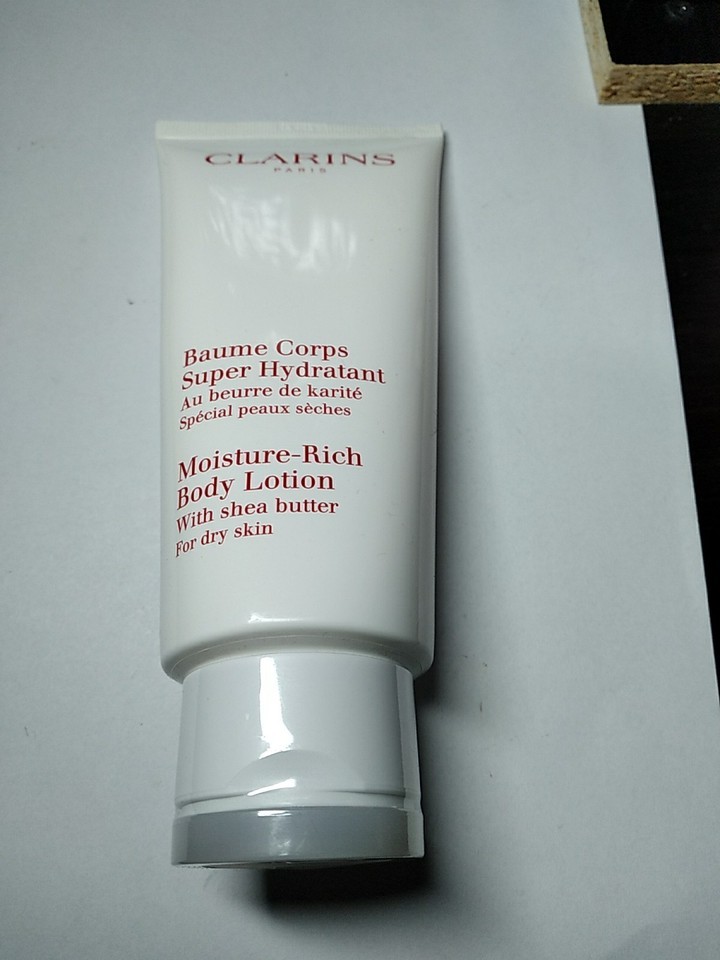 CLARINS
PARIS
Baume Corps
Super Hydratant
Au beurre de karité
Spécial peaux sèches
Moisture-Rich
Body Lotion
With shea butter
For dry skin